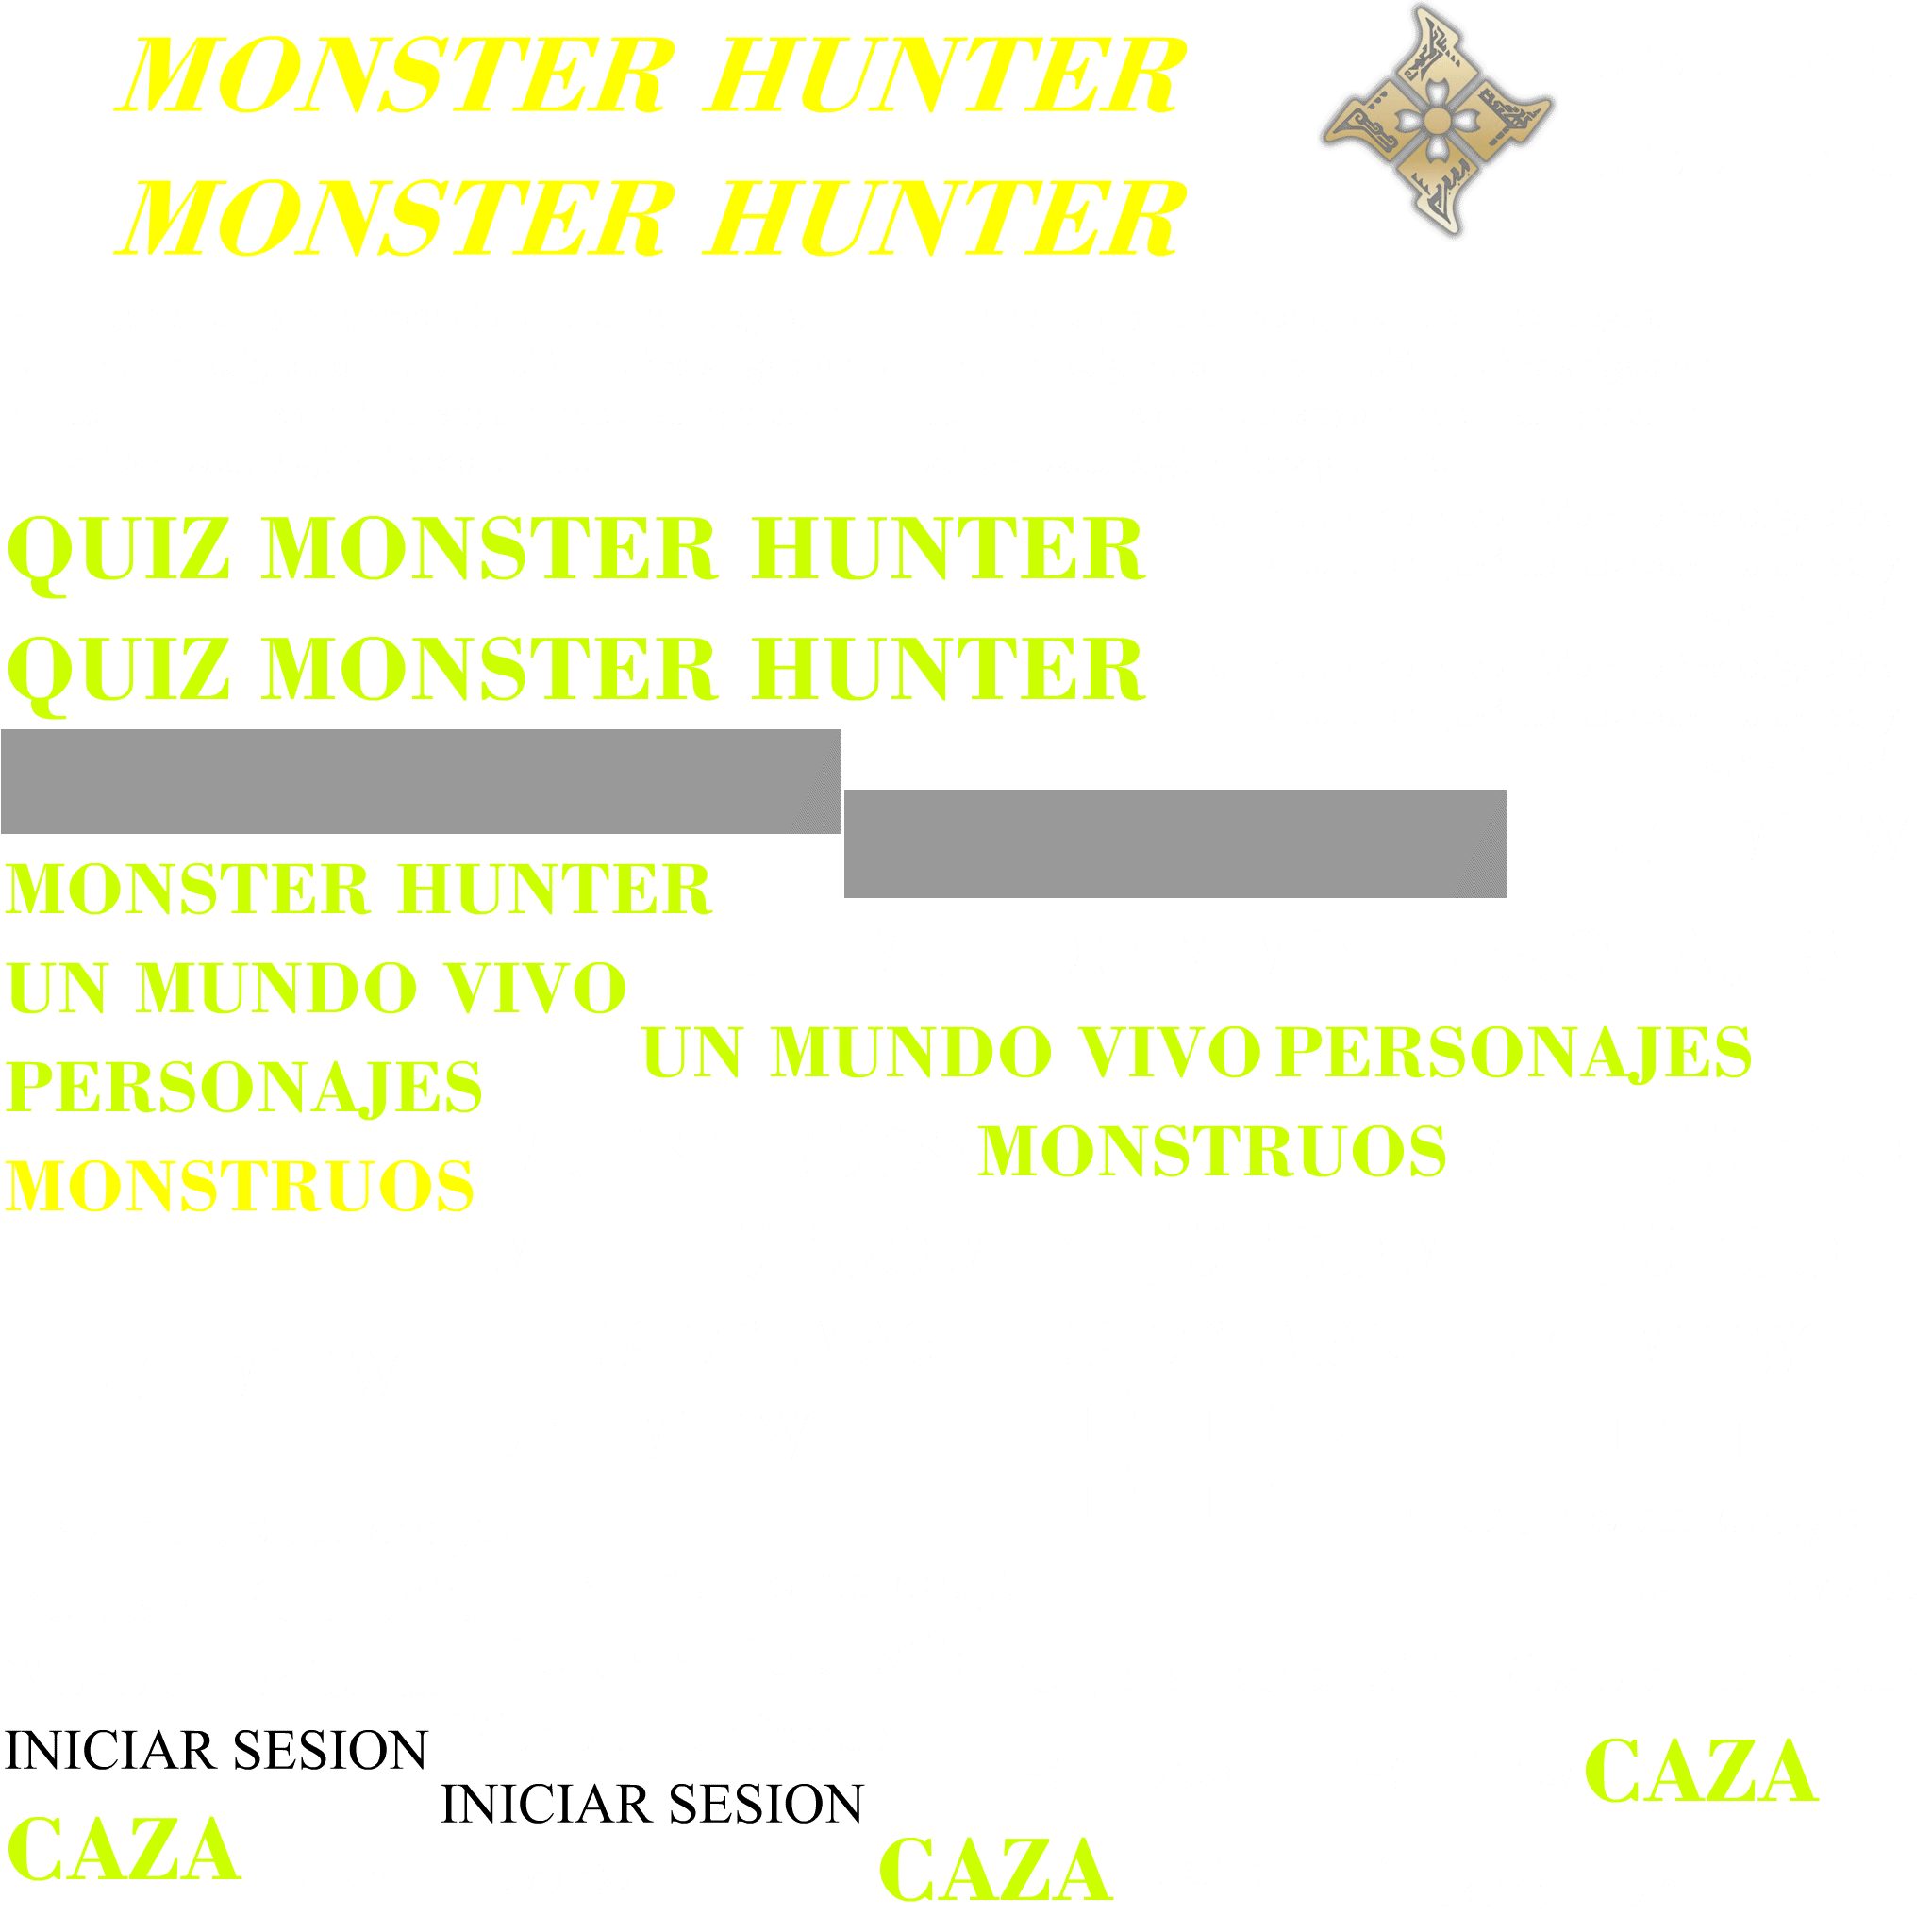 MONSTER HUNTER
MONSTER HUNTER
QUIZ MONSTER HUNTER
QUIZ MONSTER HUNTER
MONSTER HUNTER
UN MUNDO VIVO
UN MUNDO VIVO PERSONAJES
PERSONAJES
MONSTRUOS
MONSTRUOS
INICIAR SESION
CAZA
INICIAR SESION
CAZA
CAZA